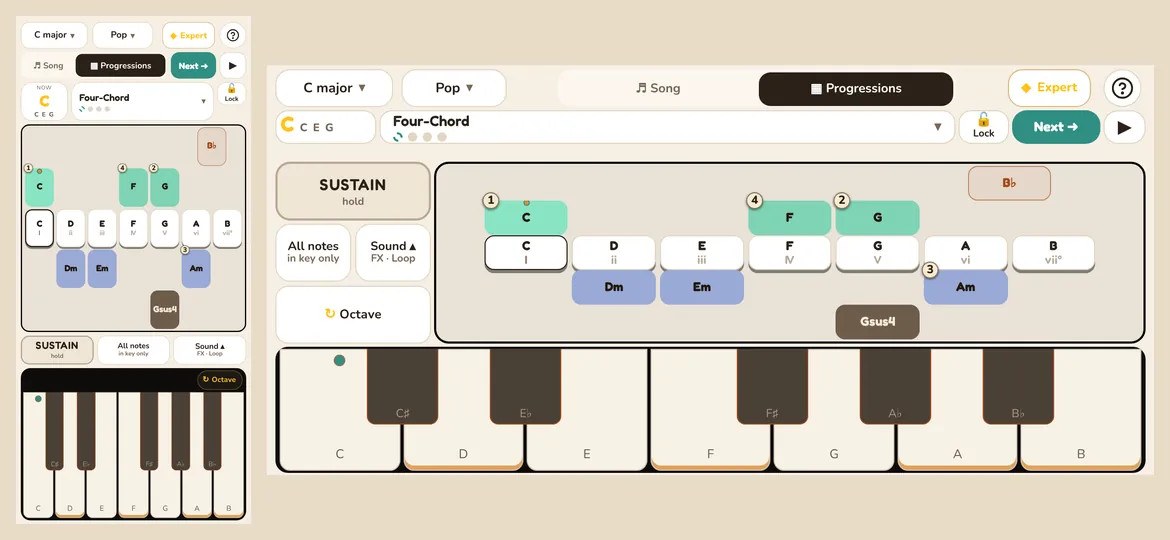 C major ▾
Pop ▾
◆ Expert
?
♬ Song
▦ Progressions
Next →
▶
NOW
C
C E G
Four-Chord
▾
🔓
Lock
B♭
1
C
4
F
2
G
C
I
D
ii
E
iii
F
IV
G
V
A
vi
B
vii°
3
Dm
Em
Am
Gsus4
SUSTAIN
hold
All notes
in key only
Sound ▴
FX · Loop
↻ Octave
C♯
E♭
F♯
A♭
B♭
C
D
E
F
G
A
B
C major ▼
Pop ▼
♬ Song
▦ Progressions
◆ Expert
?
C C E G
Four-Chord
▼
🔓
Lock
Next →
▶
SUSTAIN
hold
All notes
in key only
Sound ▴
FX · Loop
↻ Octave
B♭
1
C
4
F
2
G
C
I
D
ii
E
iii
F
IV
G
V
A
vi
B
vii°
3
Dm
Em
Am
Gsus4
C♯
E♭
F♯
A♭
B♭
C
D
E
F
G
A
B